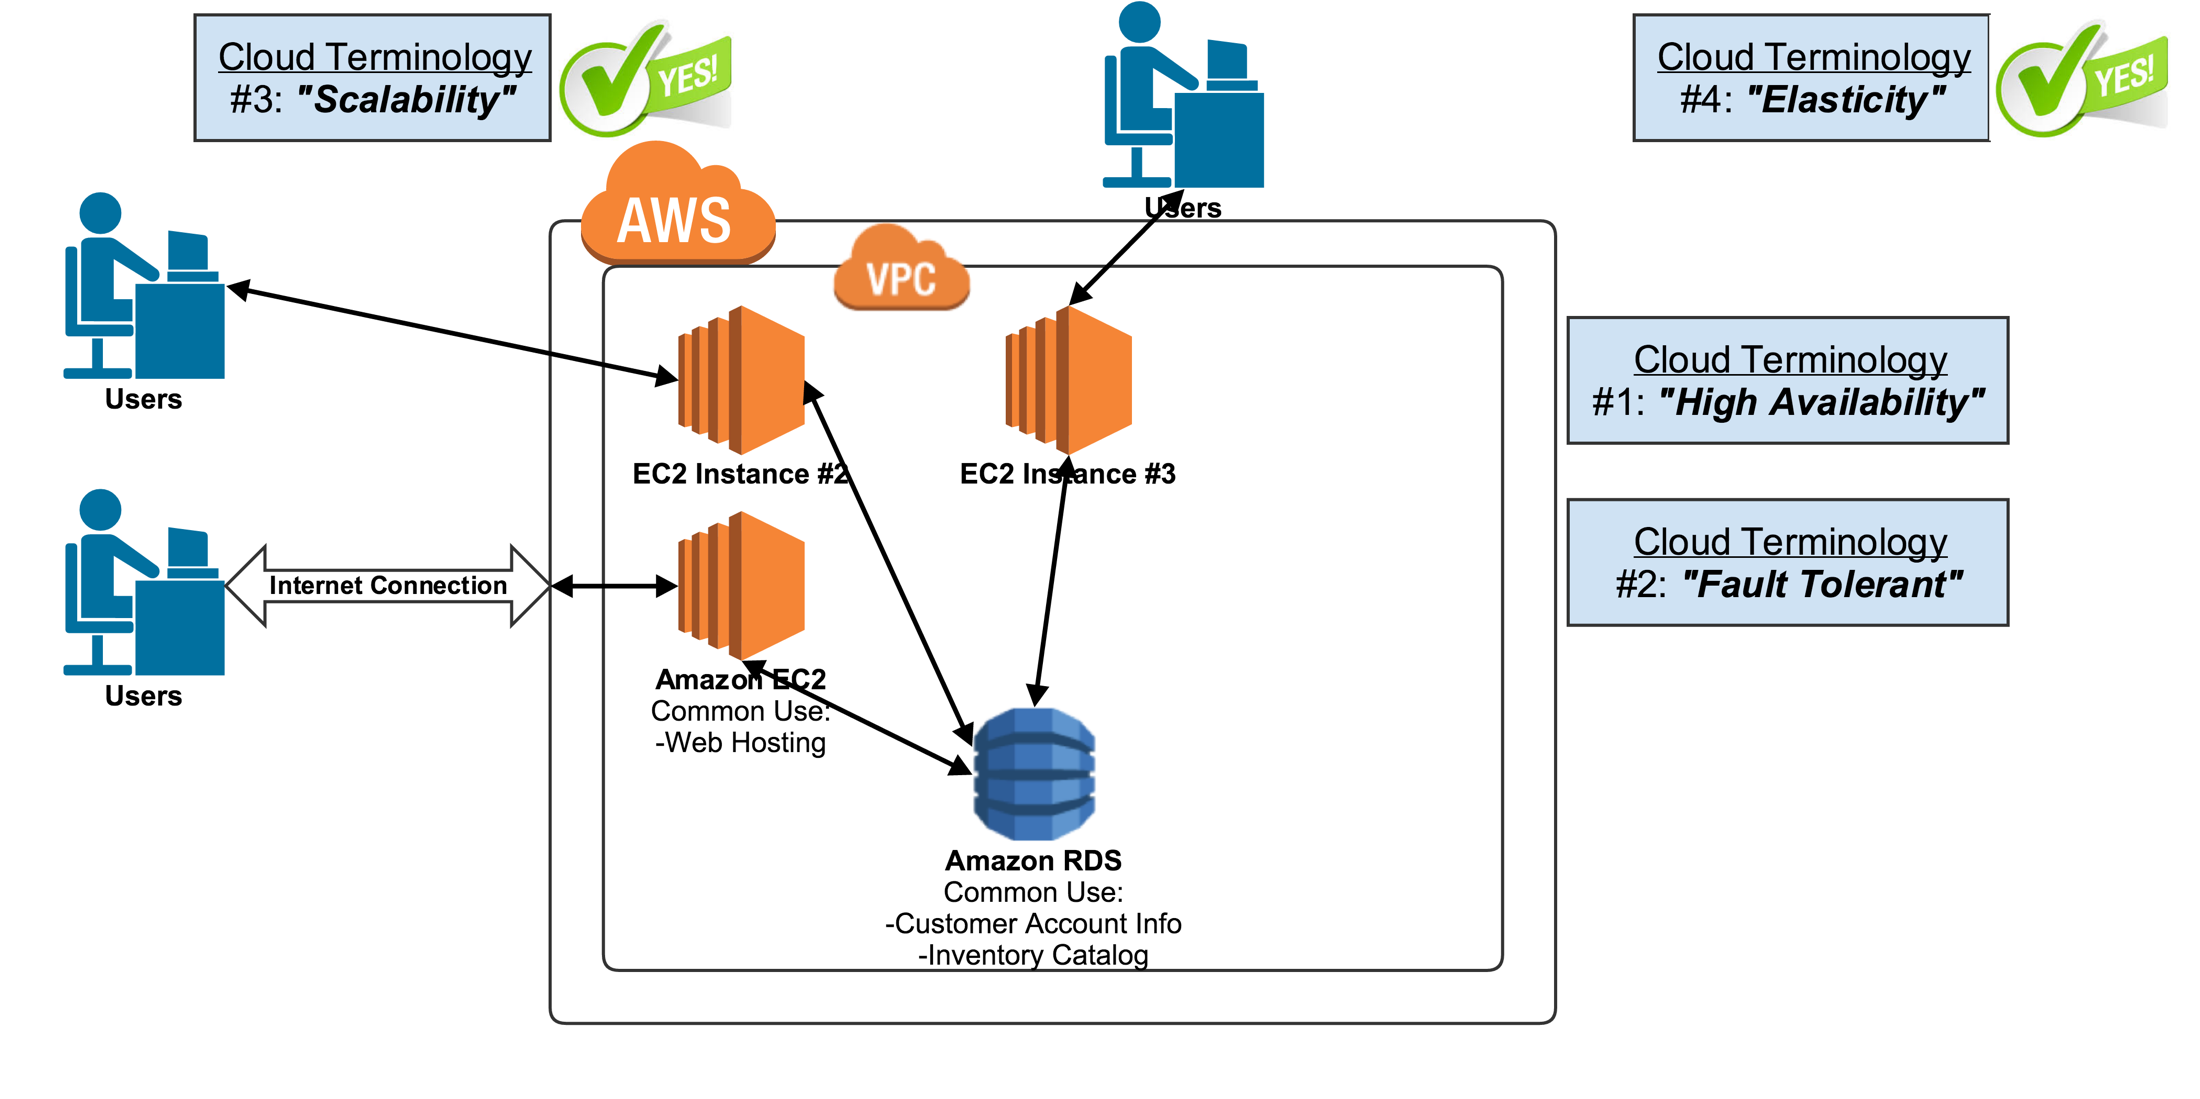 Cloud Terminology
#3: "Scalability"
YES!
Cloud Terminology
#4: "Elasticity"
YES!
Users
AWS
VPC
Users
EC2 Instance #2
EC2 Instance #3
Cloud Terminology
#1: "High Availability"
Cloud Terminology
#2: "Fault Tolerant"
Internet Connection
Users
Amazon EC2
Common Use:
-Web Hosting
Amazon RDS
Common Use:
-Customer Account Info
-Inventory Catalog